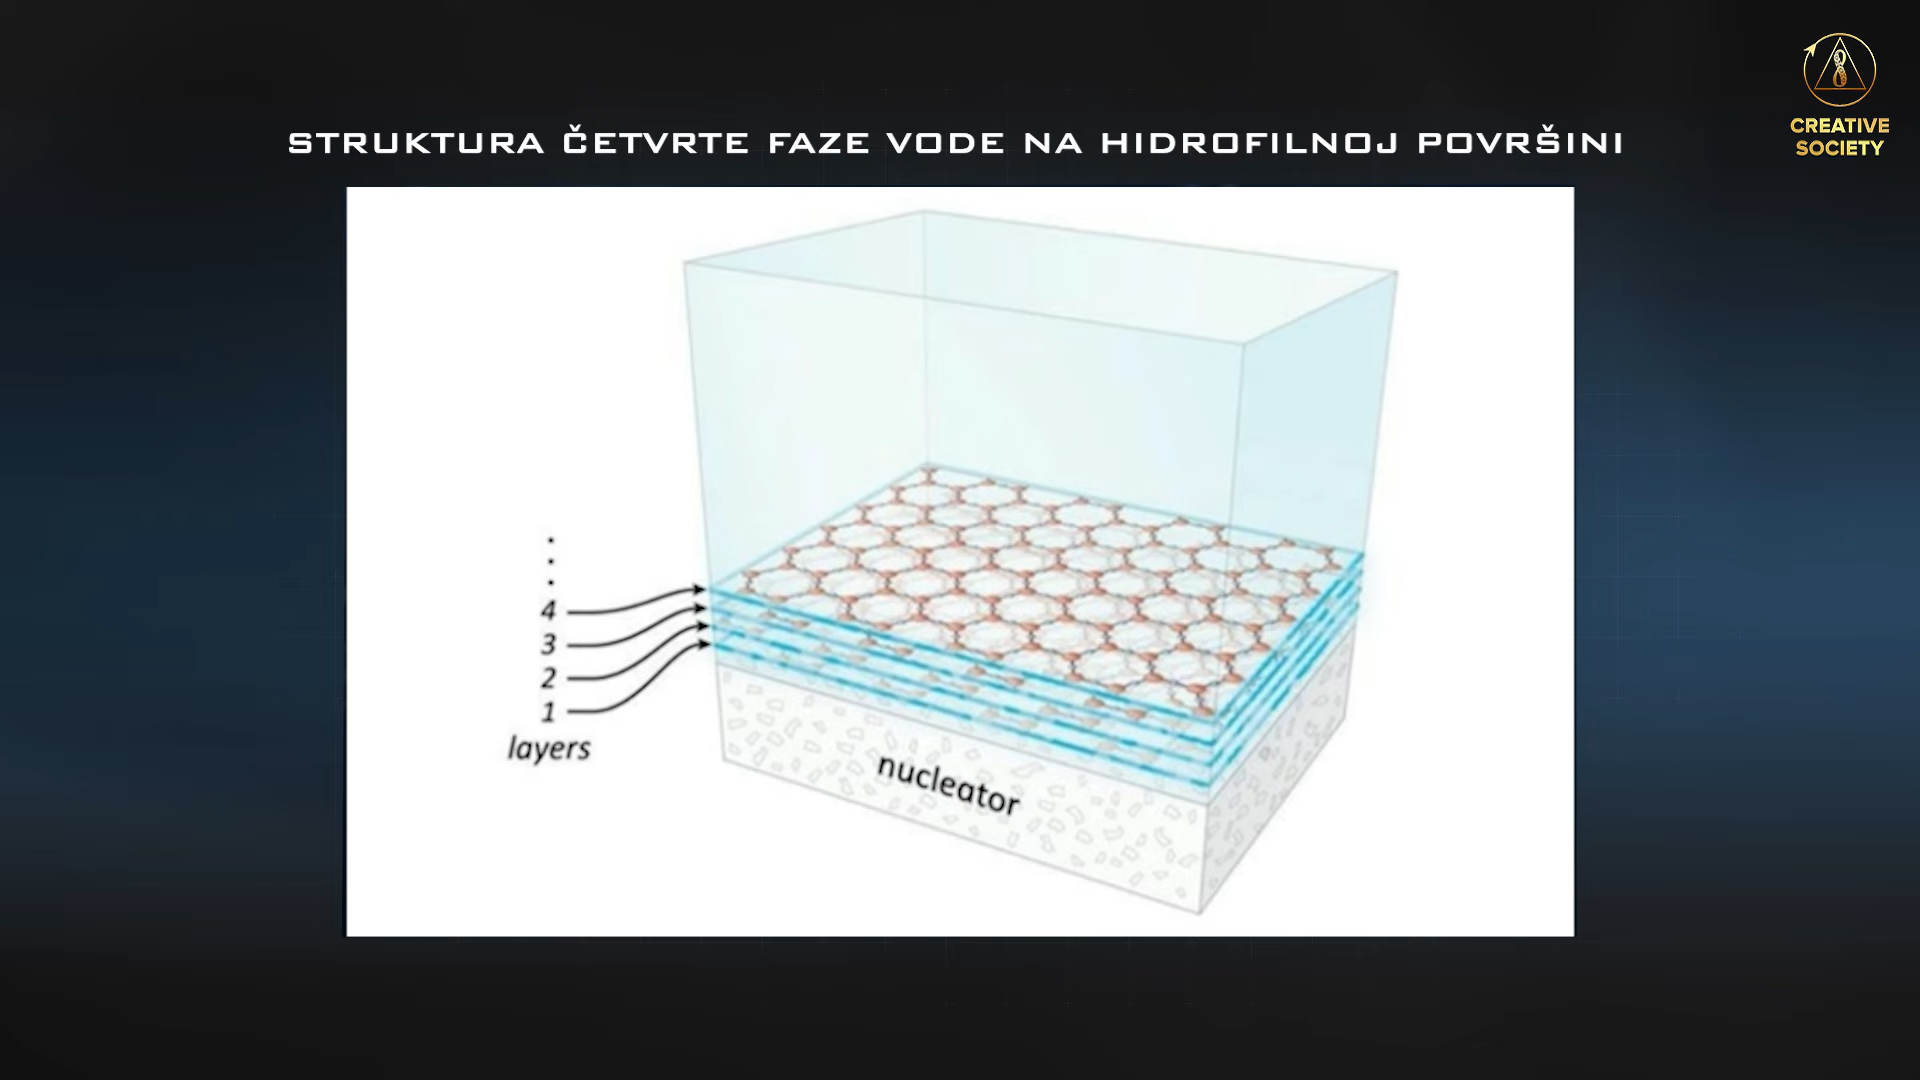 STRUKTURA ČETVRTE FAZE VODE NA HIDROFILNOJ POVRŠINI
CREATIVE
SOCIETY
4
3
2
1
layers
nucleator